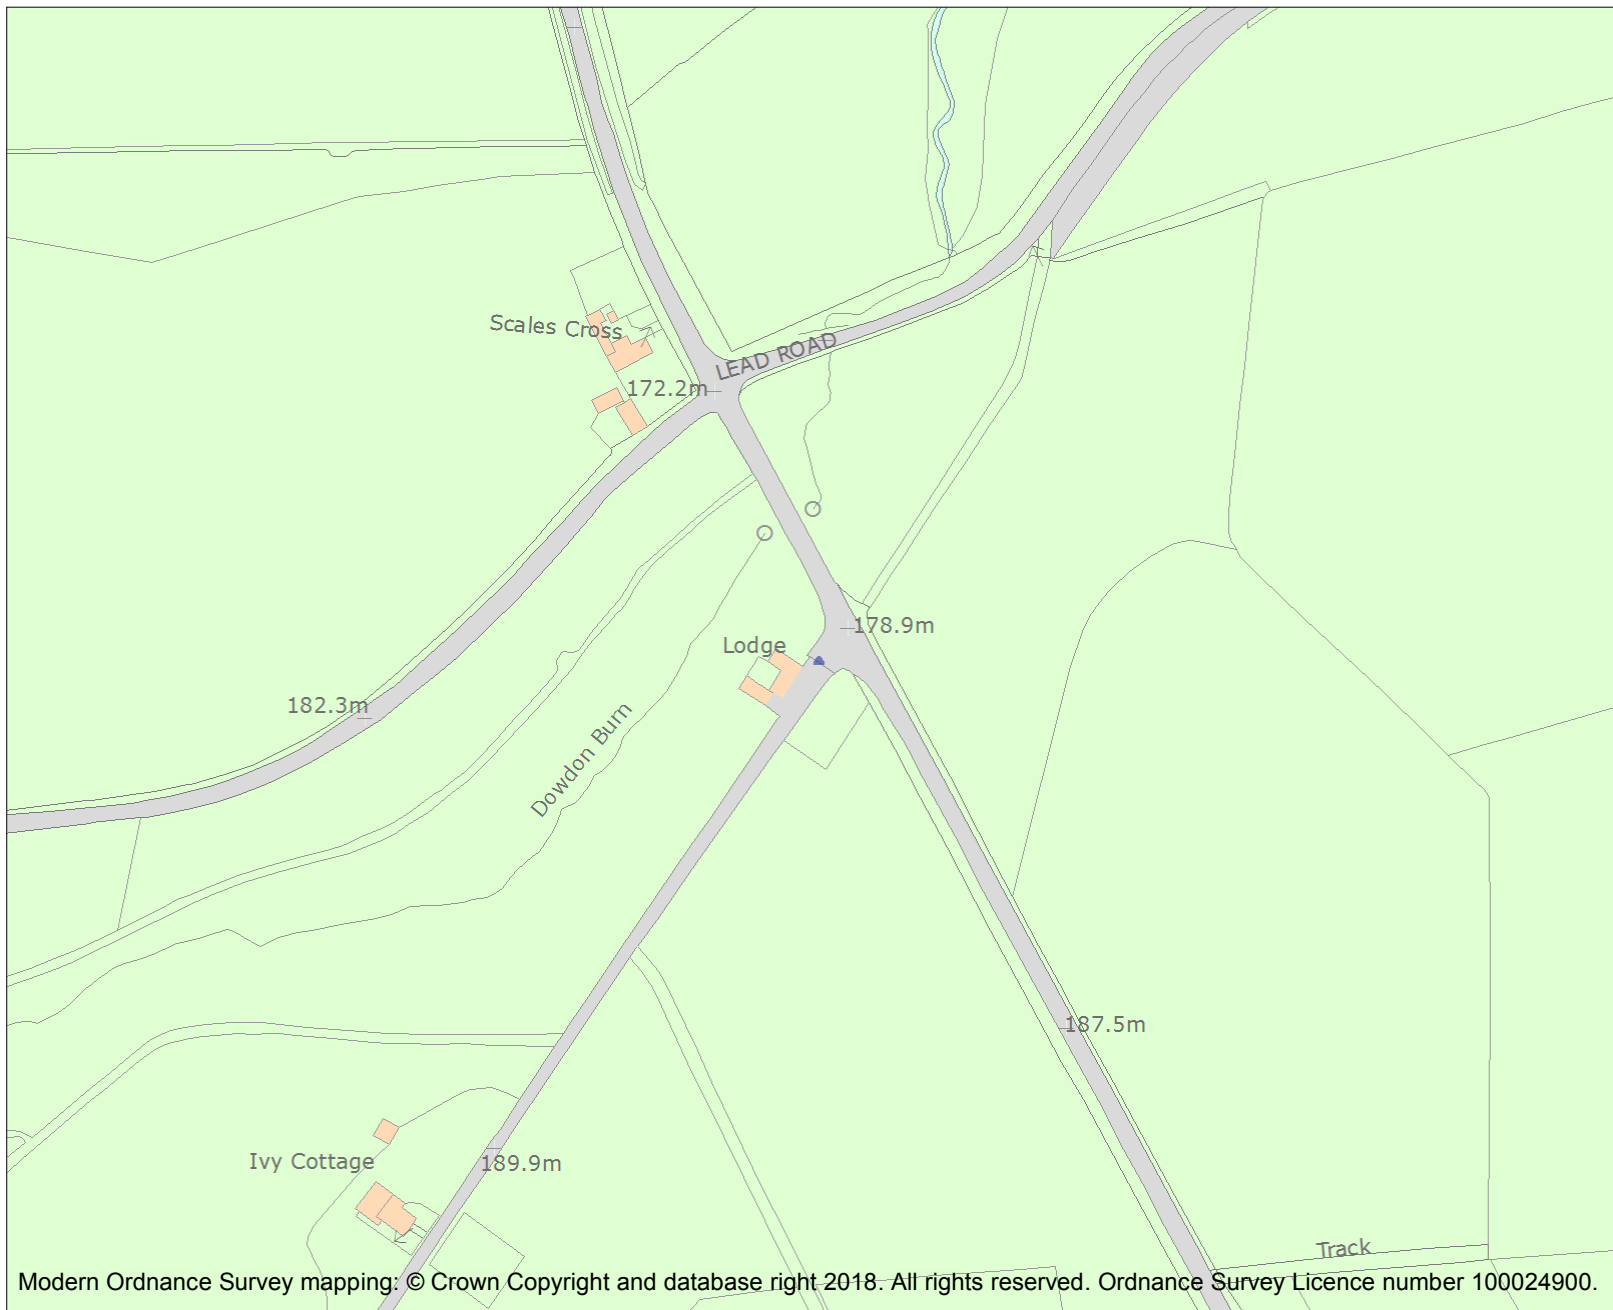 Scales Cross
LEAD ROAD
172.2m
178.9m
Lodge
182.3m
Dowdon Burn
187.5m
Ivy Cottage
189.9m
Track
Modern Ordnance Survey mapping: © Crown Copyright and database right 2018. All rights reserved. Ordnance Survey Licence number 100024900.